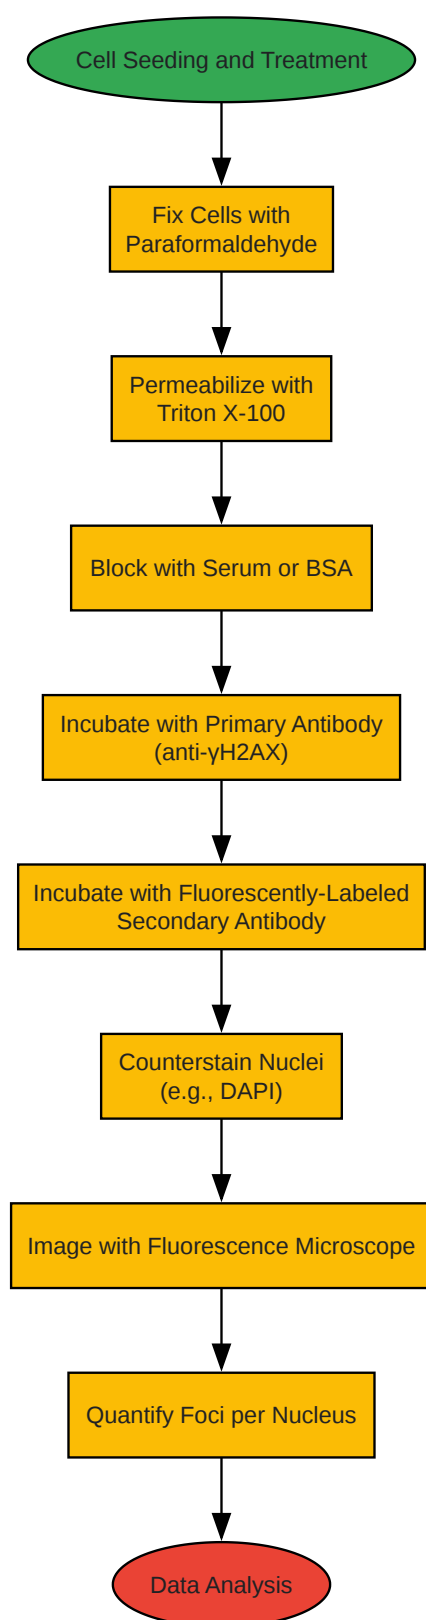 Cell Seeding and Treatment
Fix Cells with
Paraformaldehyde
Permeabilize with
Triton X-100
Block with Serum or BSA
Incubate with Primary Antibody
(anti-γH2AX)
Incubate with Fluorescently-Labeled
Secondary Antibody
Counterstain Nuclei
(e.g., DAPI)
Image with Fluorescence Microscope
Quantify Foci per Nucleus
Data Analysis